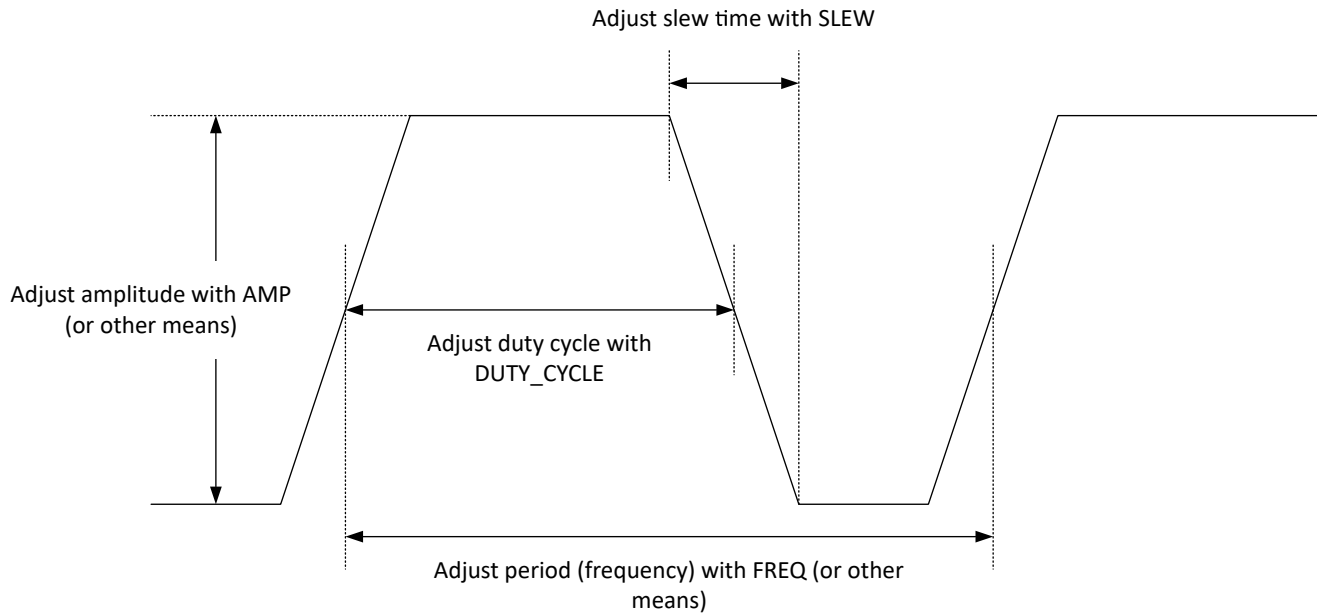 Adjust slew time with SLEW
Adjust amplitude with AMP
(or other means)
Adjust duty cycle with
DUTY_CYCLE
Adjust period (frequency) with FREQ (or other
means)